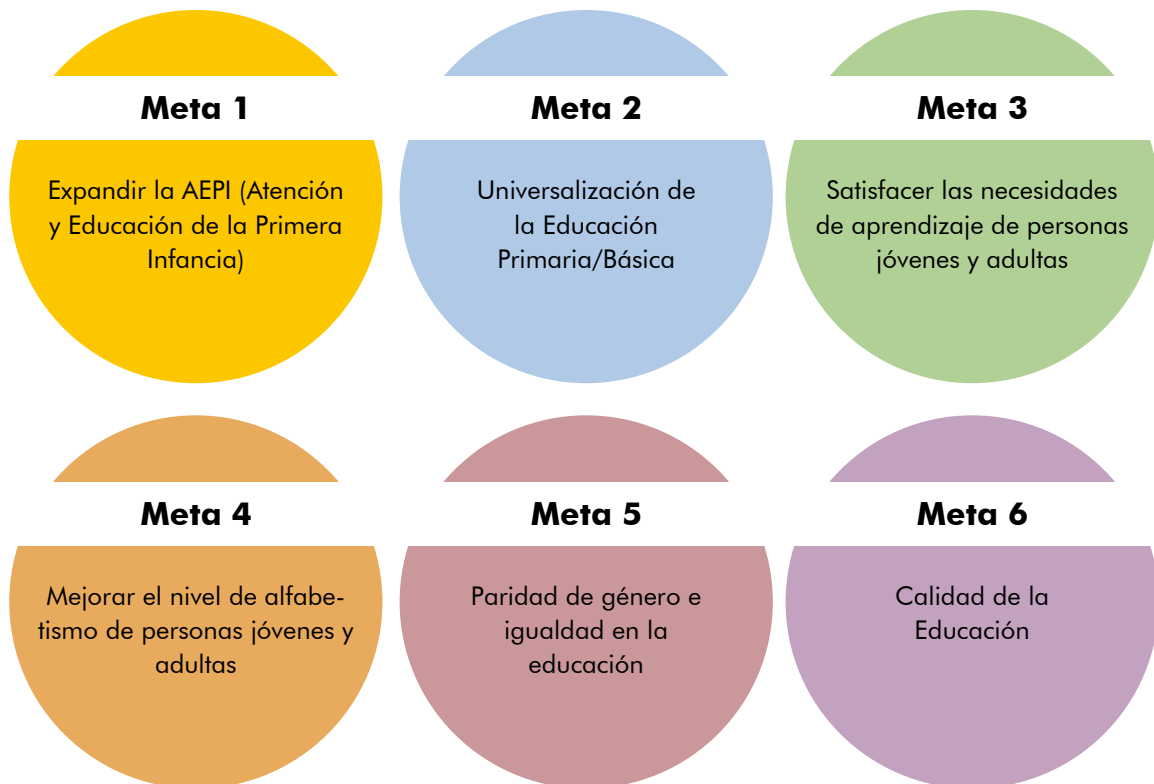 Meta 1
Expandir la AEPI (Atención
y Educación de la Primera
Infancia)
Meta 2
Universalización de
la Educación
Primaria/Básica
Meta 3
Satisfacer las necesidades
de aprendizaje de personas
jóvenes y adultas
Meta 4
Mejorar el nivel de alfabe-
tismo de personas jóvenes y
adultas
Meta 5
Paridad de género e
igualdad en la
educación
Meta 6
Calidad de la
Educación